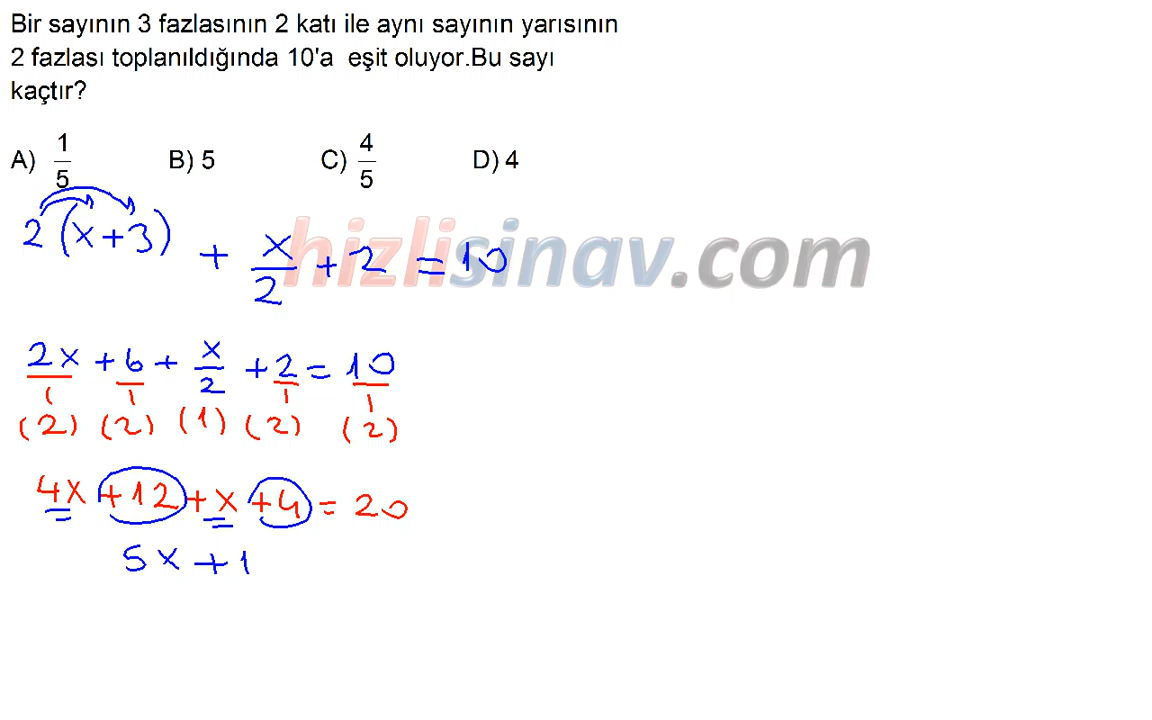 Bir sayının 3 fazlasının 2 katı ile aynı sayının yarısının
2 fazlası toplanıldığında 10'a eşit oluyor.Bu sayı
kaçtır?
A) 1/5 B) 5 C) 4/5 D) 4
hizlisinav.com
2(x+3) + x/2 + 2 = 10
2x/1 + 6/1 + x/2 + 2/1 = 10/1
(2) (2) (1) (2) (2)
4x +12 + x +4 = 20
5x + 1